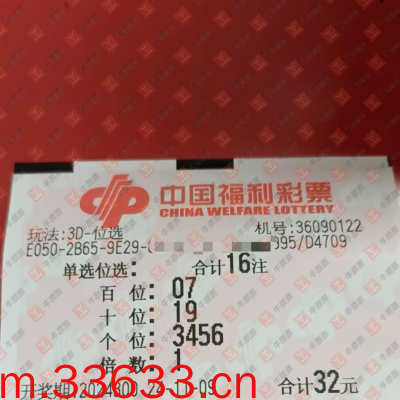 中国福利彩票
CHINA WELFARE LOTTERY
玩法:3D-位选 机号:36090122
E050-2B65-9E29- 095/D4709
单选位选: 合计16注
百位: 07
十位: 19
个位: 3456
倍数: 1
m.33633.cn
合计32元